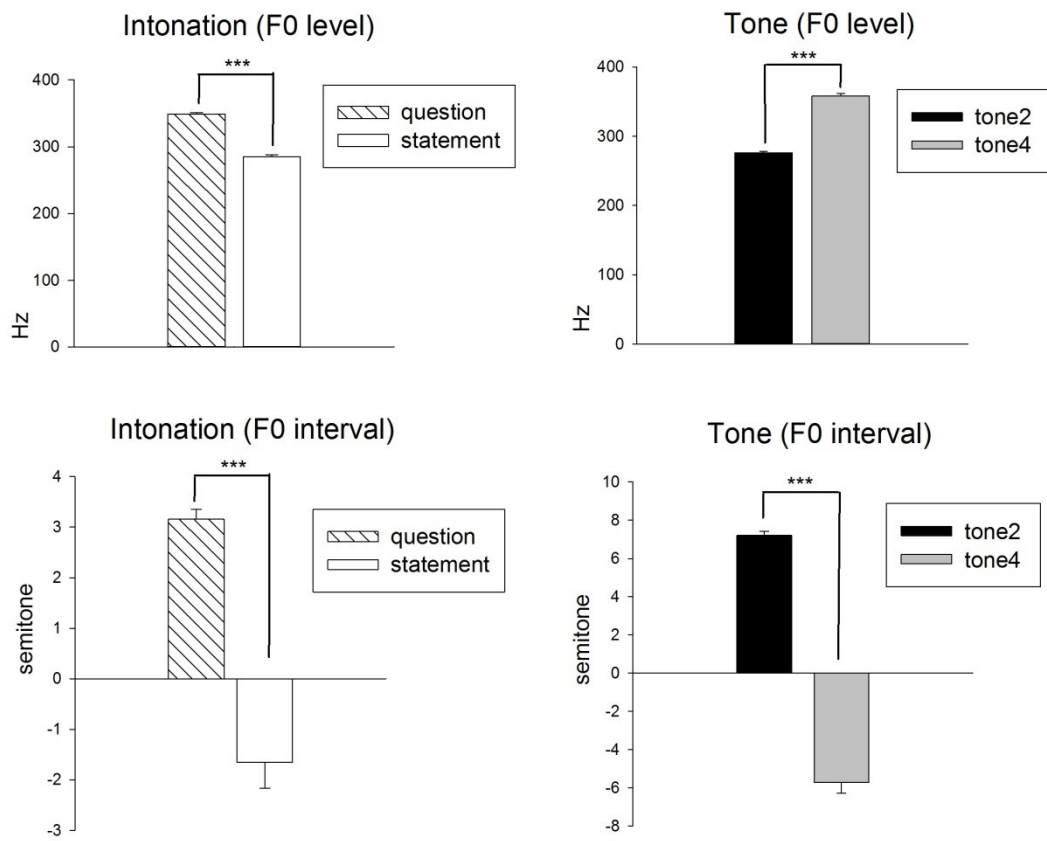 Intonation (F0 level)
***
400
300
200
100
0
Hz
question
statement
Tone (F0 level)
***
400
300
200
100
0
Hz
tone2
tone4
Intonation (F0 interval)
***
4
3
2
1
0
-1
-2
-3
semitone
question
statement
Tone (F0 interval)
***
10
8
6
4
2
0
-2
-4
-6
-8
semitone
tone2
tone4